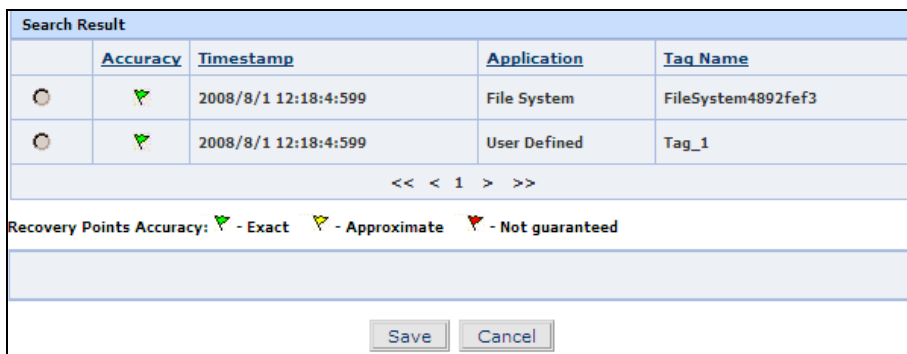 Search Result
Accuracy Timestamp Application Tag Name
2008/8/1 12:18:4:599 File System FileSystem4892fef3
2008/8/1 12:18:4:599 User Defined Tag_1
<< < 1 > >>
Recovery Points Accuracy: - Exact - Approximate - Not guaranteed
Save Cancel